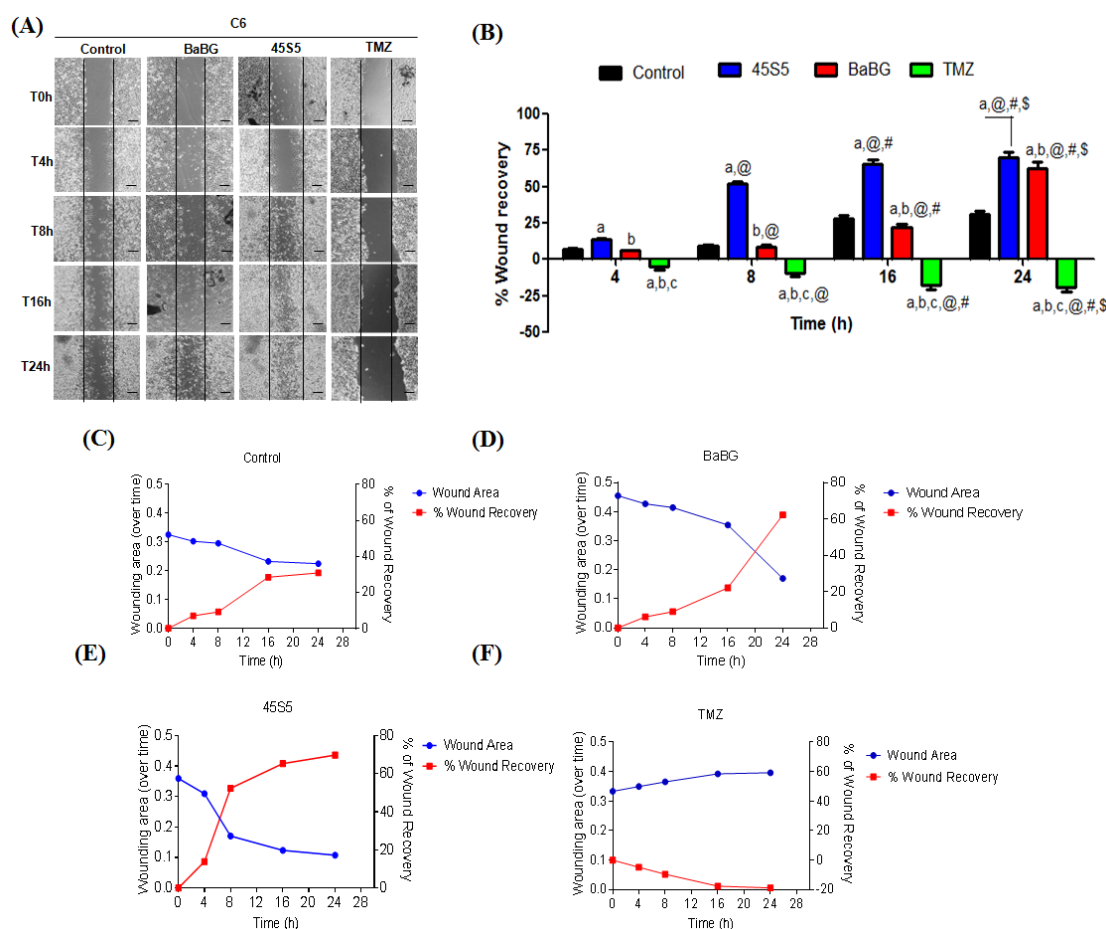 (A)
C6
Control BaBG 45S5 TMZ
T0h
T4h
T8h
T16h
T24h
(B)
Control 45S5 BaBG TMZ
% Wound recovery
100
75
50
25
0
-25
-50
a
b
a,b,c
a,@
b,@
a,b,c,@
a,@,#
a,b,@,#
a,b,c,@,#
a,@,#,$
a,b,@,#,$
a,b,c,@,#,$
4 8 16 24
Time (h)
(C)
Control
Wounding area (over time)
0.5
0.4
0.3
0.2
0.1
0.0
% of Wound Recovery
80
60
40
20
0
Wound Area
% Wound Recovery
0 4 8 12 16 20 24 28
Time (h)
(D)
BaBG
Wounding area (over time)
0.5
0.4
0.3
0.2
0.1
0.0
% of Wound Recovery
80
60
40
20
0
Wound Area
% Wound Recovery
0 4 8 12 16 20 24 28
Time (h)
(E)
45S5
Wounding area (over time)
0.5
0.4
0.3
0.2
0.1
0.0
% of Wound Recovery
80
60
40
20
0
Wound Area
% Wound Recovery
0 4 8 12 16 20 24 28
Time (h)
(F)
TMZ
Wounding area (over time)
0.5
0.4
0.3
0.2
0.1
0.0
% of Wound Recovery
80
60
40
20
0
-20
Wound Area
% Wound Recovery
0 4 8 12 16 20 24 28
Time (h)